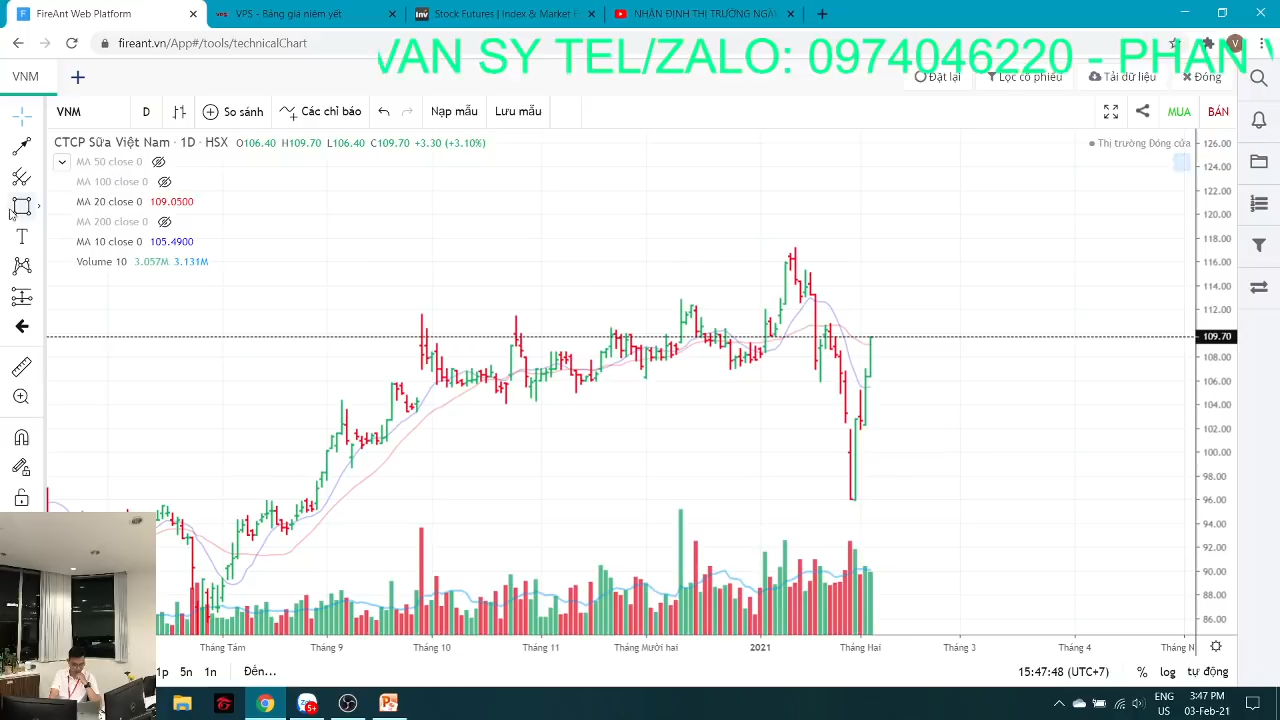 FireAnt - Internet Platform for
VPS - Bảng giá niêm yết
Stock Futures | Index & Market F
NHẬN ĐỊNH THỊ TRƯỜNG NGÀY
fireant.vn/App#/tools/technicalChart
VAN SY TEL/ZALO: 0974046220 - PHAN V
VNM
Đặt lại
Lọc cổ phiếu
Tải dữ liệu
Đóng
VNM
D
So sánh
Các chỉ báo
Nạp mẫu
Lưu mẫu
MUA
BÁN
CTCP Sữa Việt Nam · 1D · HSX O106.40 H109.70 L106.40 C109.70 +3.30 (+3.10%)
Thị trường Đóng cửa
MA 50 close 0
MA 100 close 0
MA 20 close 0 109.0500
MA 200 close 0
MA 10 close 0 105.4900
Volume 10 3.057M 3.131M
126.00
124.00
122.00
120.00
118.00
116.00
114.00
112.00
109.70
108.00
106.00
104.00
102.00
100.00
98.00
96.00
94.00
92.00
90.00
88.00
86.00
Tháng Tám
Tháng 9
Tháng 10
Tháng 11
Tháng Mười hai
2021
Tháng Hai
Tháng 3
Tháng 4
Tháng N
1p 5n 1n Đến...
15:47:48 (UTC+7) % log tự động
5+
ENG
US
3:47 PM
03-Feb-21